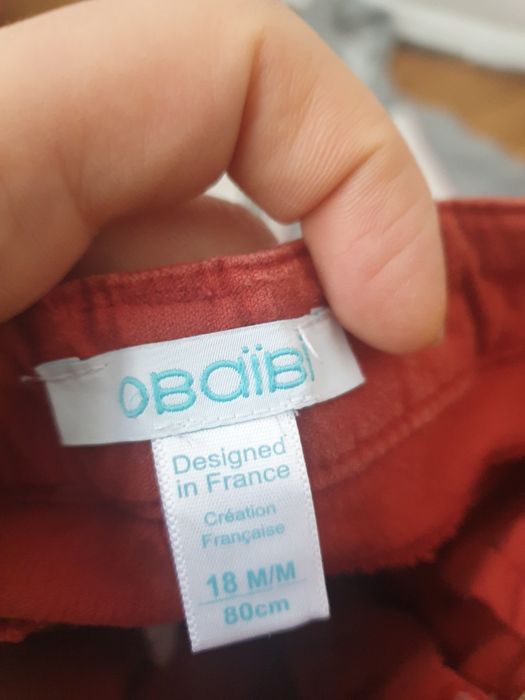 OBaïBI
Designed
in France
Création
Française
18 M/M
80cm